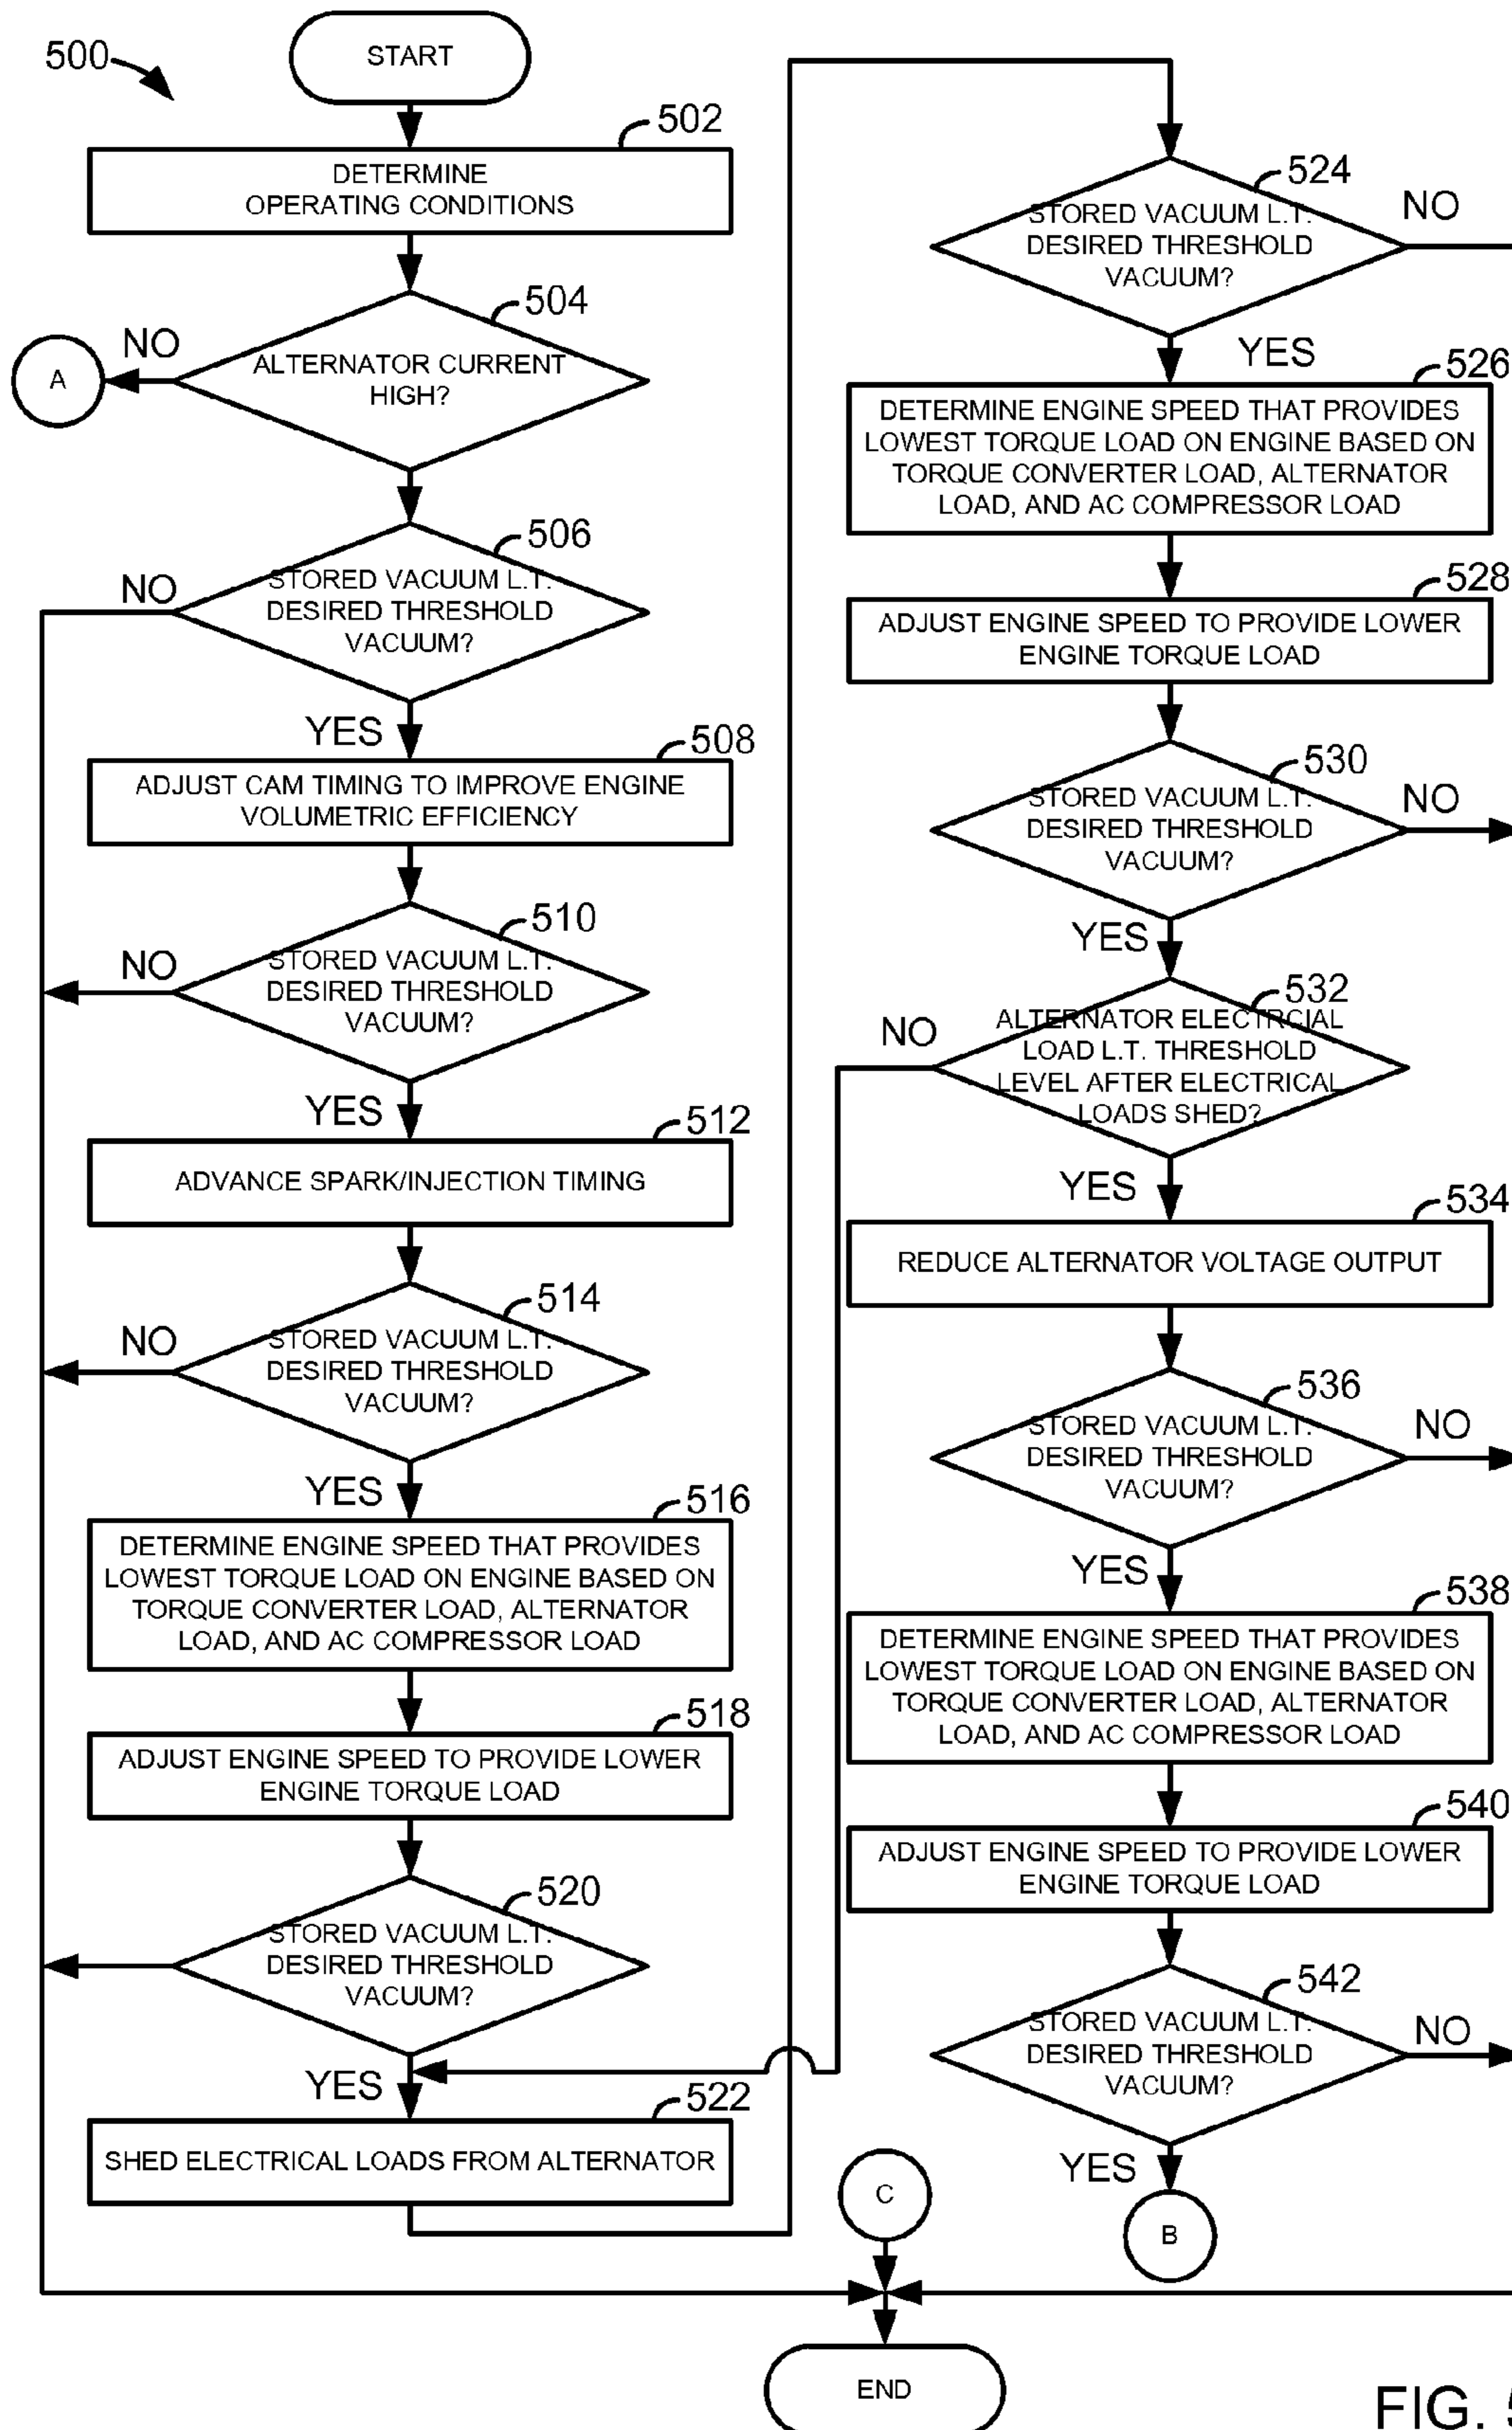 500
START
502
DETERMINE
OPERATING CONDITIONS
504
NO
A
ALTERNATOR CURRENT
HIGH?
506
NO
STORED VACUUM L.T.
DESIRED THRESHOLD
VACUUM?
YES
508
ADJUST CAM TIMING TO IMPROVE ENGINE
VOLUMETRIC EFFICIENCY
510
NO
STORED VACUUM L.T.
DESIRED THRESHOLD
VACUUM?
YES
512
ADVANCE SPARK/INJECTION TIMING
514
NO
STORED VACUUM L.T.
DESIRED THRESHOLD
VACUUM?
YES
516
DETERMINE ENGINE SPEED THAT PROVIDES
LOWEST TORQUE LOAD ON ENGINE BASED ON
TORQUE CONVERTER LOAD, ALTERNATOR
LOAD, AND AC COMPRESSOR LOAD
518
ADJUST ENGINE SPEED TO PROVIDE LOWER
ENGINE TORQUE LOAD
520
STORED VACUUM L.T.
DESIRED THRESHOLD
VACUUM?
YES
522
SHED ELECTRICAL LOADS FROM ALTERNATOR
524
NO
STORED VACUUM L.T.
DESIRED THRESHOLD
VACUUM?
YES
526
DETERMINE ENGINE SPEED THAT PROVIDES
LOWEST TORQUE LOAD ON ENGINE BASED ON
TORQUE CONVERTER LOAD, ALTERNATOR
LOAD, AND AC COMPRESSOR LOAD
528
ADJUST ENGINE SPEED TO PROVIDE LOWER
ENGINE TORQUE LOAD
530
NO
STORED VACUUM L.T.
DESIRED THRESHOLD
VACUUM?
YES
532
NO
ALTERNATOR ELECTRCIAL
LOAD L.T. THRESHOLD
LEVEL AFTER ELECTRICAL
LOADS SHED?
YES
534
REDUCE ALTERNATOR VOLTAGE OUTPUT
536
NO
STORED VACUUM L.T.
DESIRED THRESHOLD
VACUUM?
YES
538
DETERMINE ENGINE SPEED THAT PROVIDES
LOWEST TORQUE LOAD ON ENGINE BASED ON
TORQUE CONVERTER LOAD, ALTERNATOR
LOAD, AND AC COMPRESSOR LOAD
540
ADJUST ENGINE SPEED TO PROVIDE LOWER
ENGINE TORQUE LOAD
542
NO
STORED VACUUM L.T.
DESIRED THRESHOLD
VACUUM?
YES
B
C
END
FIG. 5